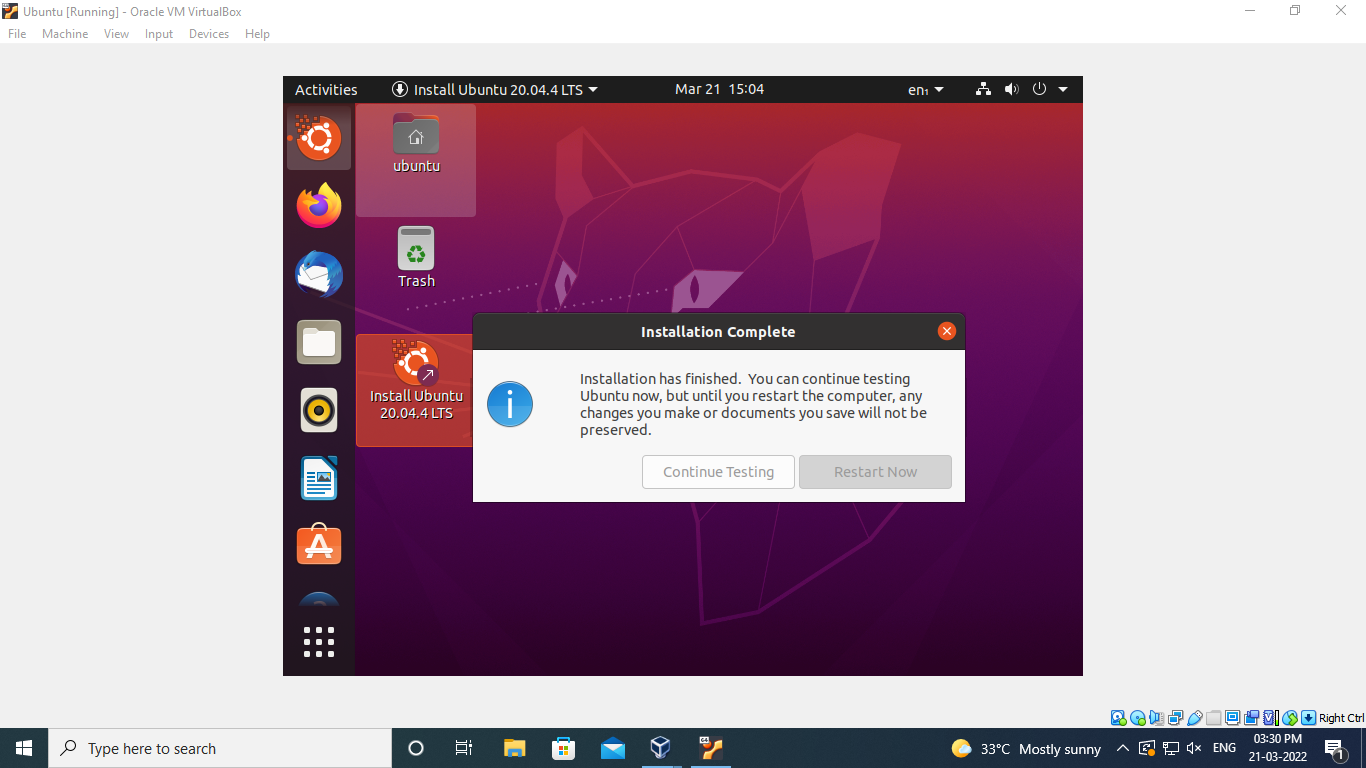 Ubuntu [Running] - Oracle VM VirtualBox
File Machine View Input Devices Help
Activities Install Ubuntu 20.04.4 LTS Mar 21 15:04 en₁
ubuntu
Trash
Install Ubuntu
20.04.4 LTS
Installation Complete
Installation has finished. You can continue testing
Ubuntu now, but until you restart the computer, any
changes you make or documents you save will not be
preserved.
Continue Testing Restart Now
Right Ctrl
Type here to search
33°C Mostly sunny
ENG
03:30 PM
21-03-2022
1